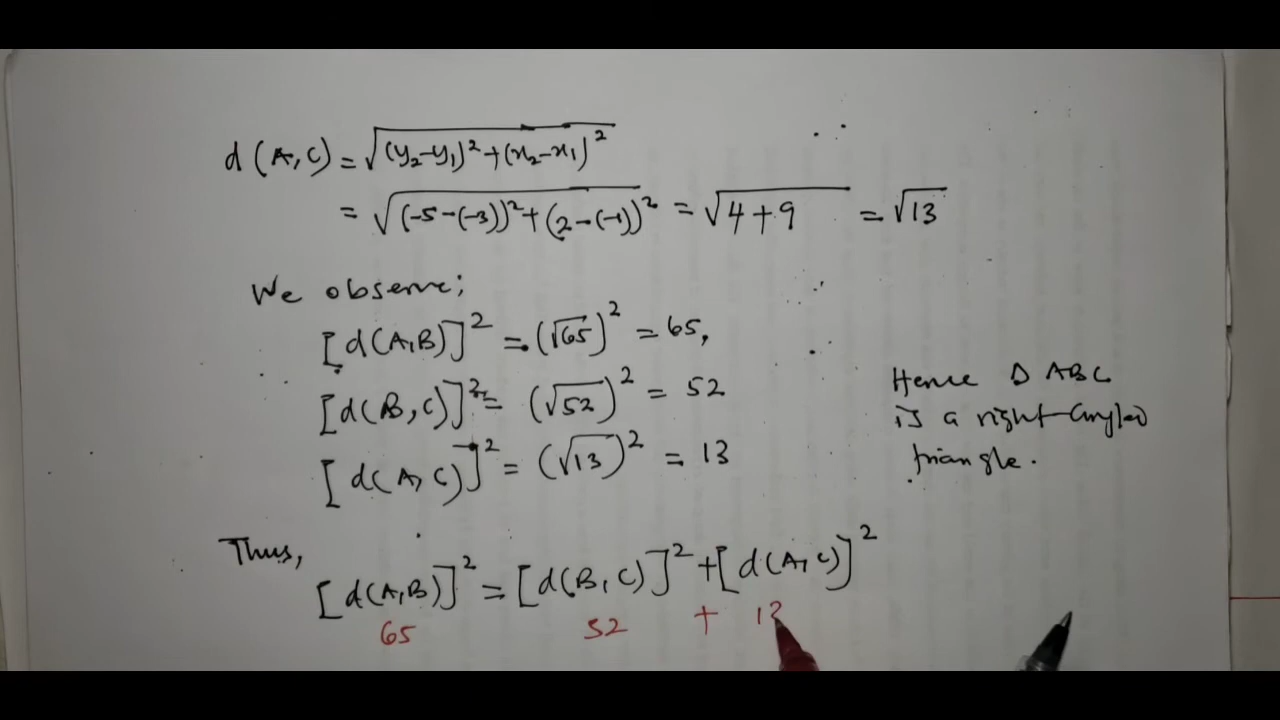 d(A,C) = √((y₂-y₁)²+(x₂-x₁)²)
= √((-5-(-3))²+(2-(-1))²) = √(4+9) = √13
We observe;
[d(A,B)]² = (√65)² = 65,
[d(B,C)]² = (√52)² = 52
[d(A,C)]² = (√13)² = 13
Hence Δ ABC
is a right-angled
triangle.
Thus,
[d(A,B)]² = [d(B,C)]² + [d(A,C)]²
65 52 + 13